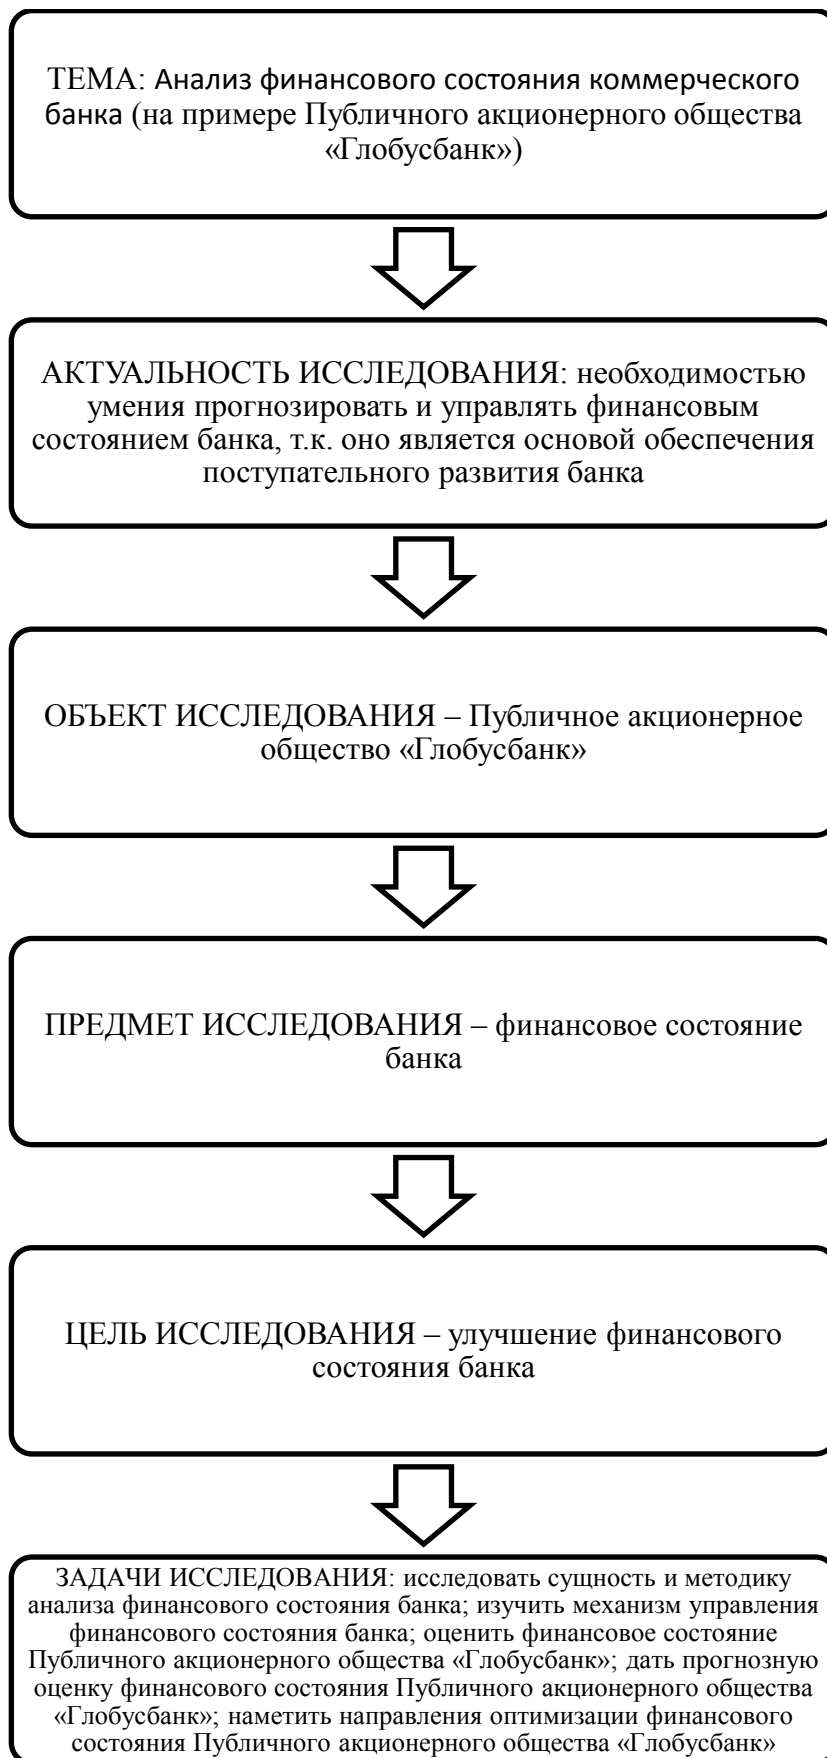 ТЕМА: Анализ финансового состояния коммерческого
банка (на примере Публичного акционерного общества
«Глобусбанк»)
АКТУАЛЬНОСТЬ ИССЛЕДОВАНИЯ: необходимостью
умения прогнозировать и управлять финансовым
состоянием банка, т.к. оно является основой обеспечения
поступательного развития банка
ОБЪЕКТ ИССЛЕДОВАНИЯ – Публичное акционерное
общество «Глобусбанк»
ПРЕДМЕТ ИССЛЕДОВАНИЯ – финансовое состояние
банка
ЦЕЛЬ ИССЛЕДОВАНИЯ – улучшение финансового
состояния банка
ЗАДАЧИ ИССЛЕДОВАНИЯ: исследовать сущность и методику
анализа финансового состояния банка; изучить механизм управления
финансового состояния банка; оценить финансовое состояние
Публичного акционерного общества «Глобусбанк»; дать прогнозную
оценку финансового состояния Публичного акционерного общества
«Глобусбанк»; наметить направления оптимизации финансового
состояния Публичного акционерного общества «Глобусбанк»